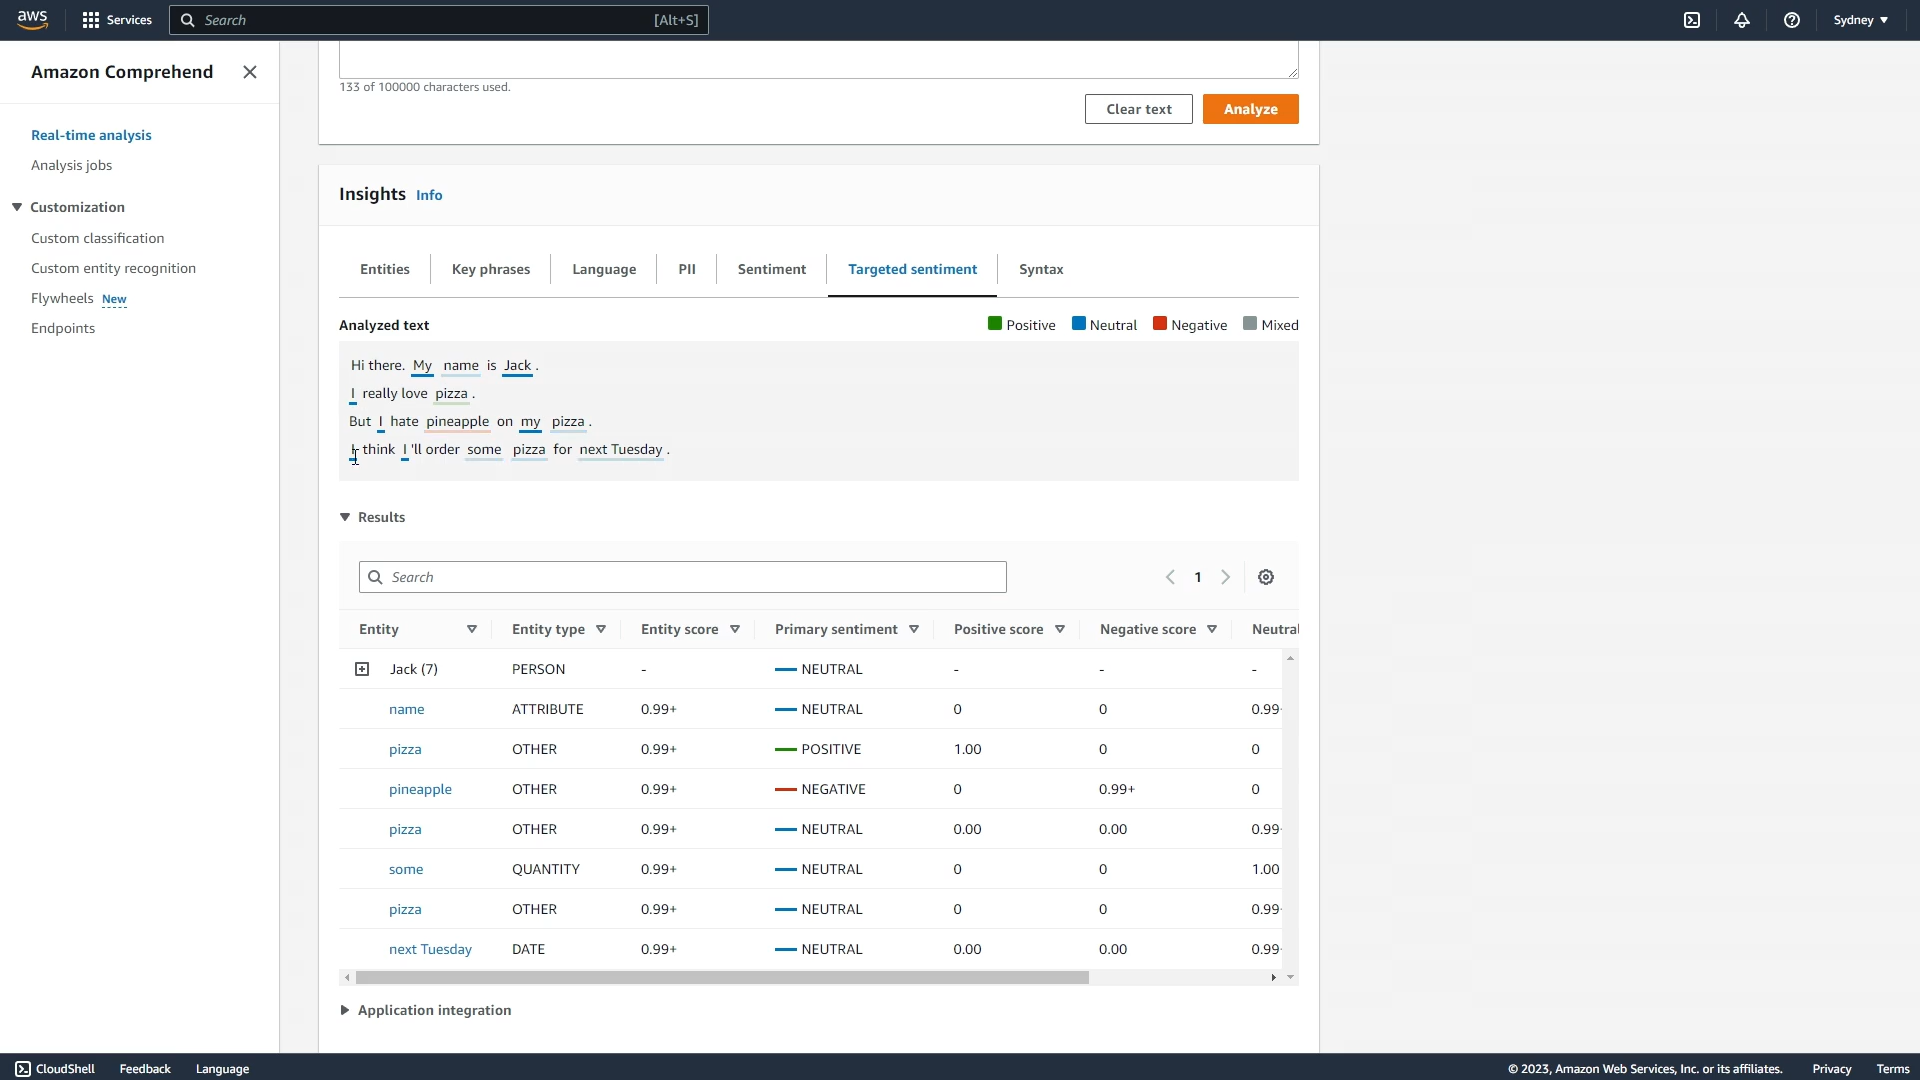 aws Services Search [Alt+S] Sydney
Amazon Comprehend
Real-time analysis
Analysis jobs
Customization
Custom classification
Custom entity recognition
Flywheels New
Endpoints
133 of 100000 characters used.
Clear text Analyze
Insights Info
Entities Key phrases Language PII Sentiment Targeted sentiment Syntax
Analyzed text Positive Neutral Negative Mixed
Hi there. My name is Jack .
I really love pizza .
But I hate pineapple on my pizza .
I think I 'll order some pizza for next Tuesday .
Results
Search 1
Entity Entity type Entity score Primary sentiment Positive score Negative score Neutral
Jack (7) PERSON - NEUTRAL - - -
name ATTRIBUTE 0.99+ NEUTRAL 0 0 0.99
pizza OTHER 0.99+ POSITIVE 1.00 0 0
pineapple OTHER 0.99+ NEGATIVE 0 0.99+ 0
pizza OTHER 0.99+ NEUTRAL 0.00 0.00 0.99
some QUANTITY 0.99+ NEUTRAL 0 0 1.00
pizza OTHER 0.99+ NEUTRAL 0 0 0.99
next Tuesday DATE 0.99+ NEUTRAL 0.00 0.00 0.99
Application integration
CloudShell Feedback Language © 2023, Amazon Web Services, Inc. or its affiliates. Privacy Terms